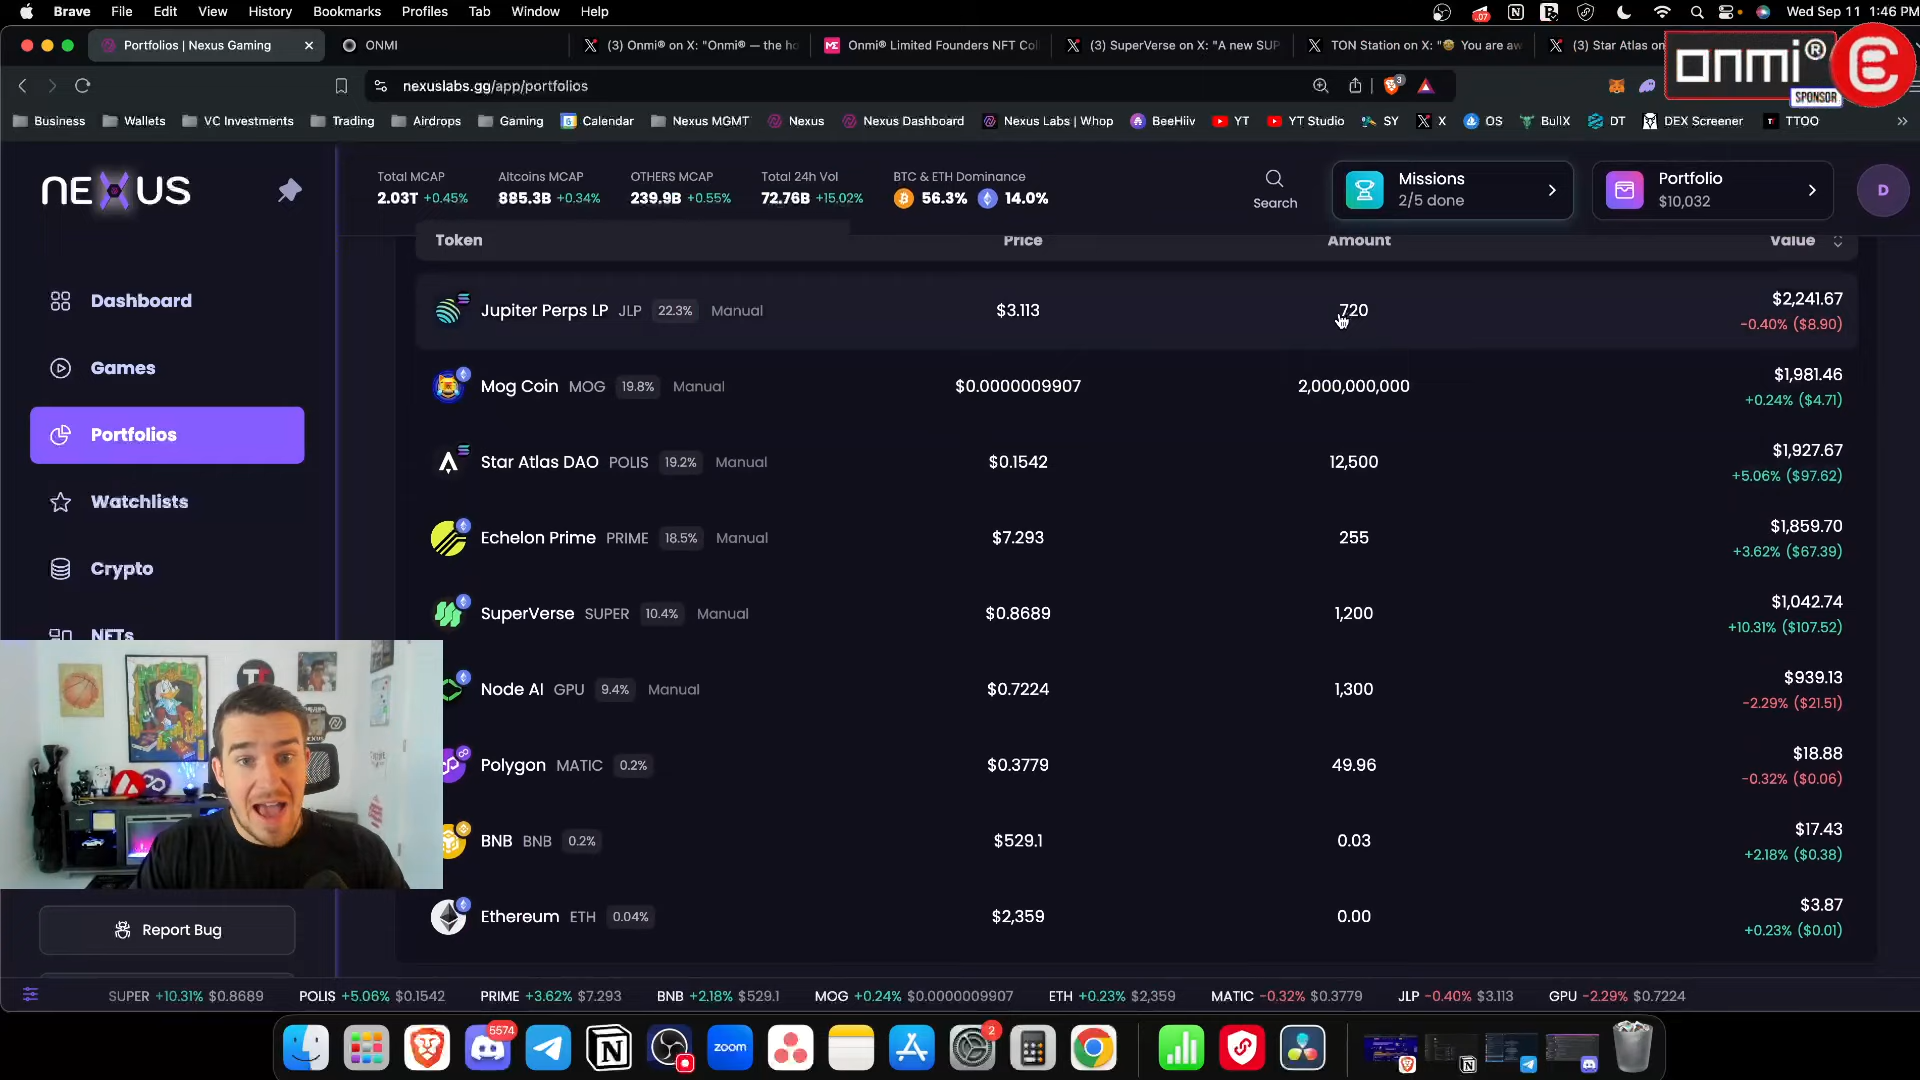 Brave File Edit View History Bookmarks Profiles Tab Window Help
.07
Wed Sep 11 1:46 PM
Portfolios | Nexus Gaming
ONMI
(3) Onmi® on X: "Onmi® — the ho
Onmi® Limited Founders NFT Col
(3) SuperVerse on X: "A new SUP
TON Station on X: "🤩 You are aw
(3) Star Atlas on
onmi®
SPONSOR
nexuslabs.gg/app/portfolios
3
Business Wallets VC Investments Trading Airdrops Gaming Calendar Nexus MGMT Nexus Nexus Dashboard Nexus Labs | Whop BeeHiiv YT YT Studio SY X OS BullX DT DEX Screener TTOO
NEXUS
Total MCAP
2.03T +0.45%
Altcoins MCAP
885.3B +0.34%
OTHERS MCAP
239.9B +0.55%
Total 24h Vol
72.76B +15.02%
BTC & ETH Dominance
56.3% 14.0%
Search
Missions
2/5 done
Portfolio
$10,032
D
Dashboard
Games
Portfolios
Watchlists
Crypto
NFTs
Report Bug
Token Price Amount Value
Jupiter Perps LP JLP 22.3% Manual $3.113 720 $2,241.67
-0.40% ($8.90)
Mog Coin MOG 19.8% Manual $0.0000009907 2,000,000,000 $1,981.46
+0.24% ($4.71)
Star Atlas DAO POLIS 19.2% Manual $0.1542 12,500 $1,927.67
+5.06% ($97.62)
Echelon Prime PRIME 18.5% Manual $7.293 255 $1,859.70
+3.62% ($67.39)
SuperVerse SUPER 10.4% Manual $0.8689 1,200 $1,042.74
+10.31% ($107.52)
Node AI GPU 9.4% Manual $0.7224 1,300 $939.13
-2.29% ($21.51)
Polygon MATIC 0.2% $0.3779 49.96 $18.88
-0.32% ($0.06)
BNB BNB 0.2% $529.1 0.03 $17.43
+2.18% ($0.38)
Ethereum ETH 0.04% $2,359 0.00 $3.87
+0.23% ($0.01)
SUPER +10.31% $0.8689 POLIS +5.06% $0.1542 PRIME +3.62% $7.293 BNB +2.18% $529.1 MOG +0.24% $0.0000009907 ETH +0.23% $2,359 MATIC -0.32% $0.3779 JLP -0.40% $3.113 GPU -2.29% $0.7224
5574
zoom
2